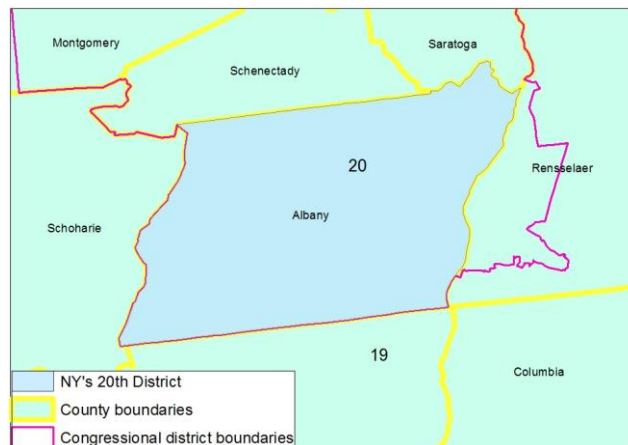 Montgomery
Saratoga
Schenectady
20
Rensselaer
Albany
Schoharie
19
Columbia
NY's 20th District
County boundaries
Congressional district boundaries